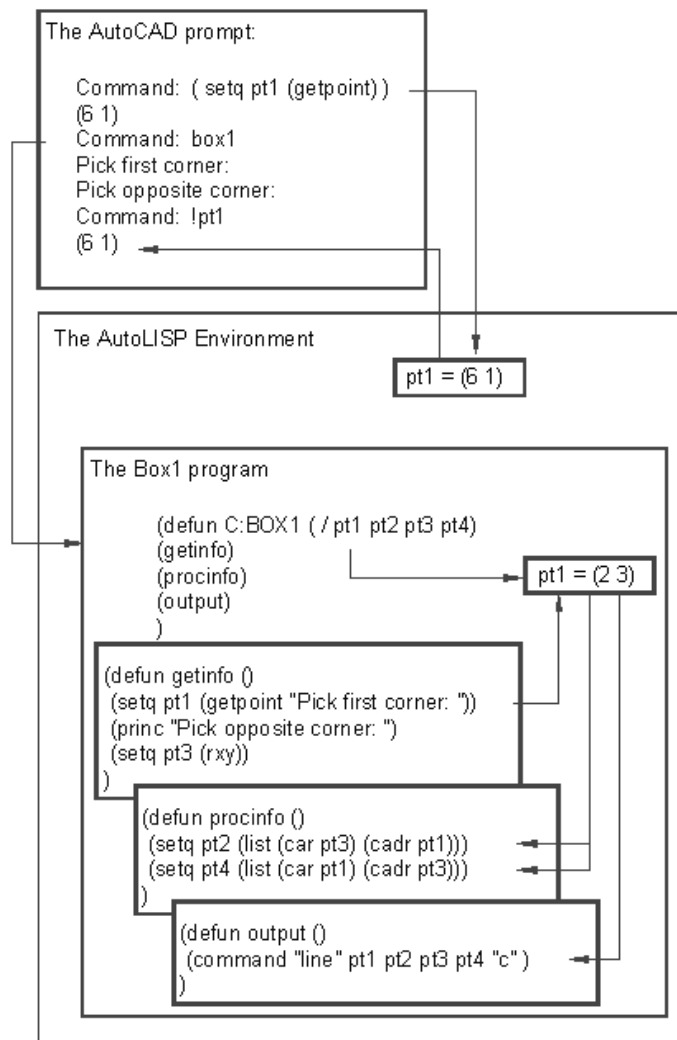 The AutoCAD prompt:
Command: ( setq pt1 (getpoint) )
(6 1)
Command: box1
Pick first corner:
Pick opposite corner:
Command: !pt1
(6 1)
The AutoLISP Environment
pt1 = (6 1)
The Box1 program
(defun C:BOX1 ( / pt1 pt2 pt3 pt4)
(getinfo)
(procinfo)
(output)
)
pt1 = (2 3)
(defun getinfo ()
(setq pt1 (getpoint "Pick first corner: "))
(princ "Pick opposite corner: ")
(setq pt3 (rxy))
)
(defun procinfo ()
(setq pt2 (list (car pt3) (cadr pt1)))
(setq pt4 (list (car pt1) (cadr pt3)))
)
(defun output ()
(command "line" pt1 pt2 pt3 pt4 "c" )
)